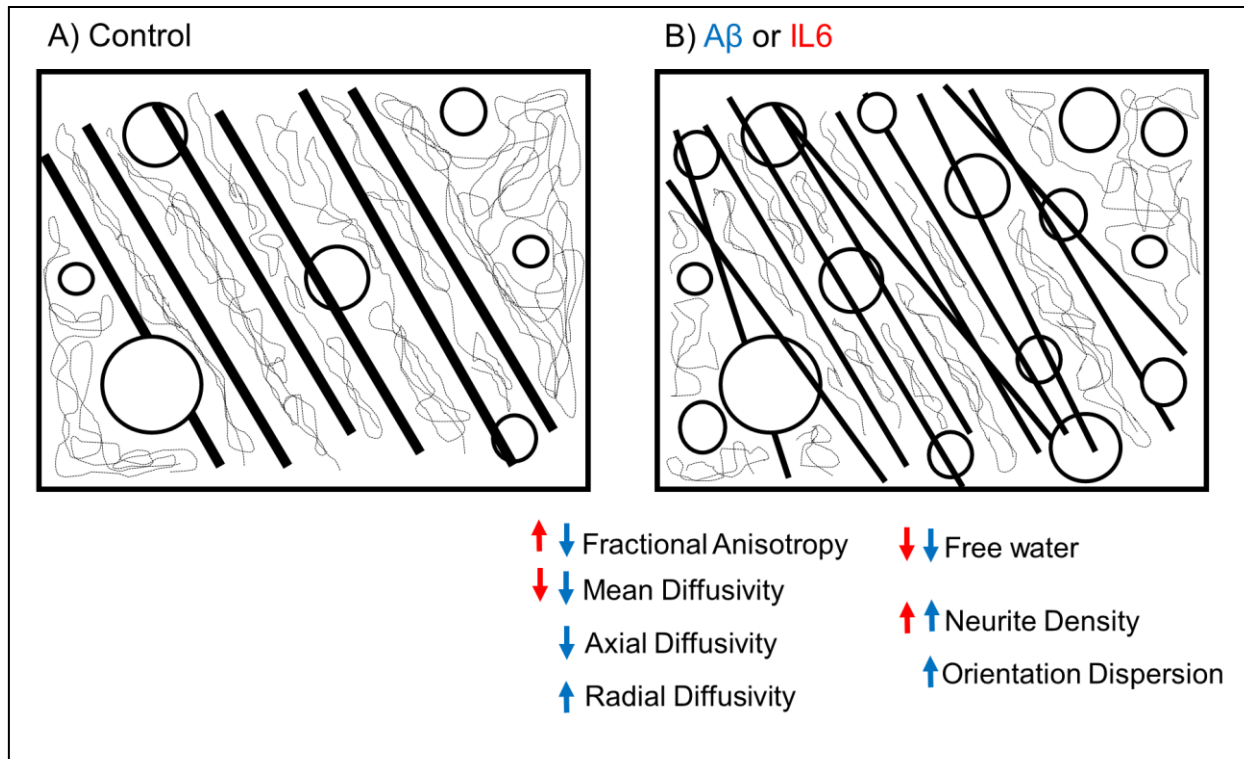 A) Control
B) Aβ or IL6
Fractional Anisotropy
Mean Diffusivity
Axial Diffusivity
Radial Diffusivity
Free water
Neurite Density
Orientation Dispersion